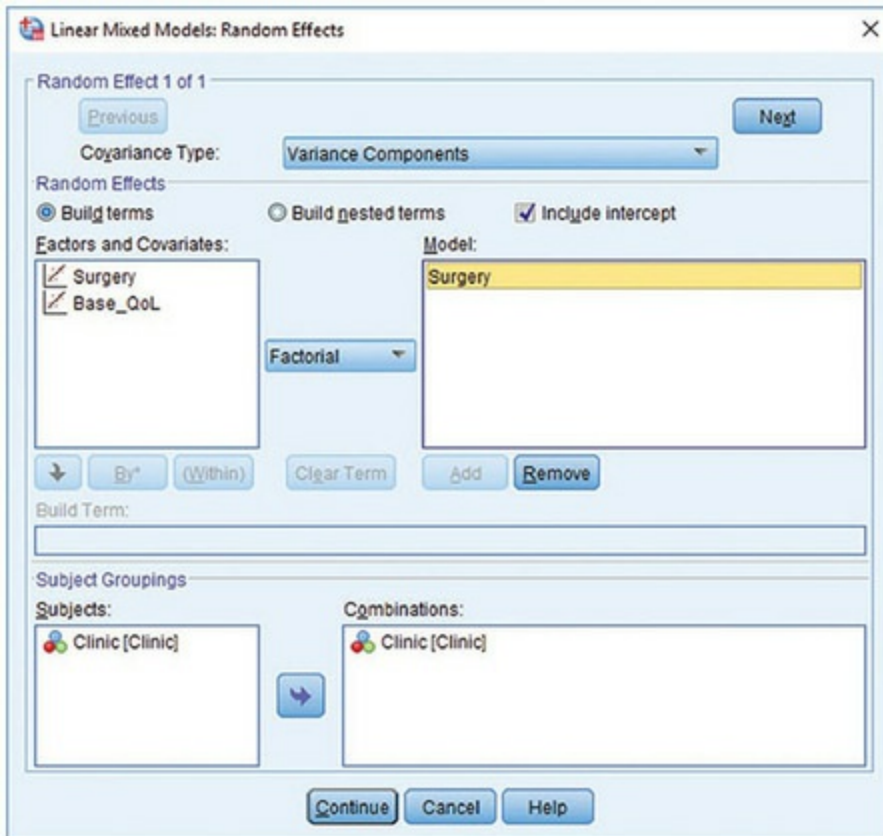 Linear Mixed Models: Random Effects
Random Effect 1 of 1
Previous
Next
Covariance Type:
Variance Components
Random Effects
Build terms
Build nested terms
Include intercept
Factors and Covariates:
Model:
Surgery
Base_QoL
Factorial
Surgery
By*
(Within)
Clear Term
Add
Remove
Build Term:
Subject Groupings
Subjects:
Combinations:
Clinic [Clinic]
Clinic [Clinic]
Continue
Cancel
Help